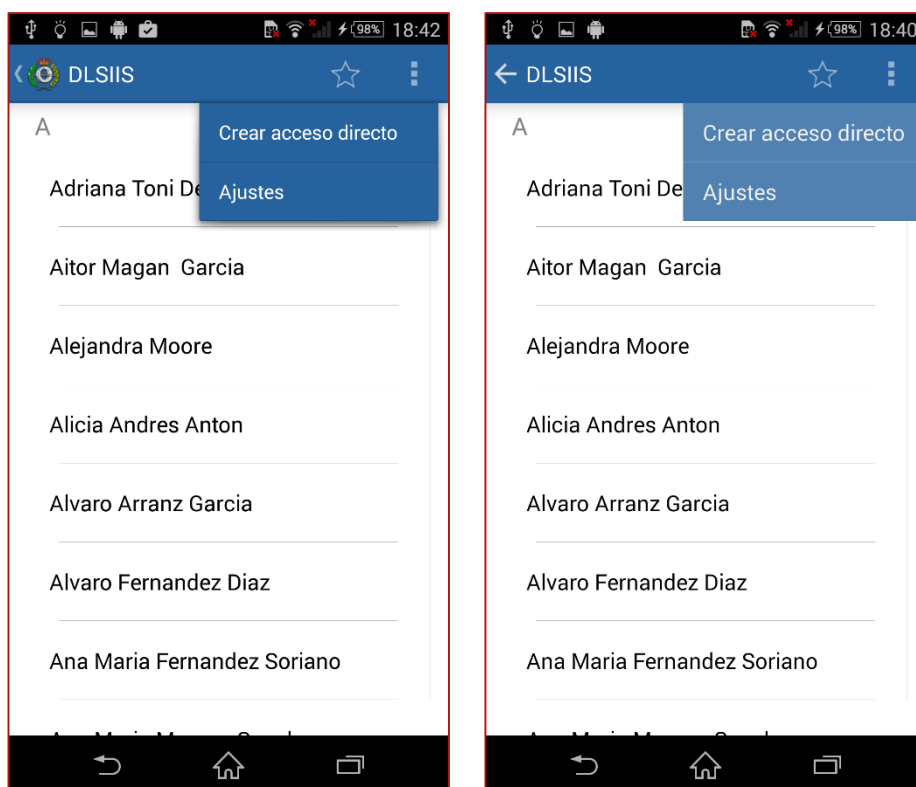 98% 18:42
DLSIIS
A
Crear acceso directo
Adriana Toni De
Ajustes
Aitor Magan Garcia
Alejandra Moore
Alicia Andres Anton
Alvaro Arranz Garcia
Alvaro Fernandez Diaz
Ana Maria Fernandez Soriano
98% 18:40
DLSIIS
A
Crear acceso directo
Adriana Toni De
Ajustes
Aitor Magan Garcia
Alejandra Moore
Alicia Andres Anton
Alvaro Arranz Garcia
Alvaro Fernandez Diaz
Ana Maria Fernandez Soriano